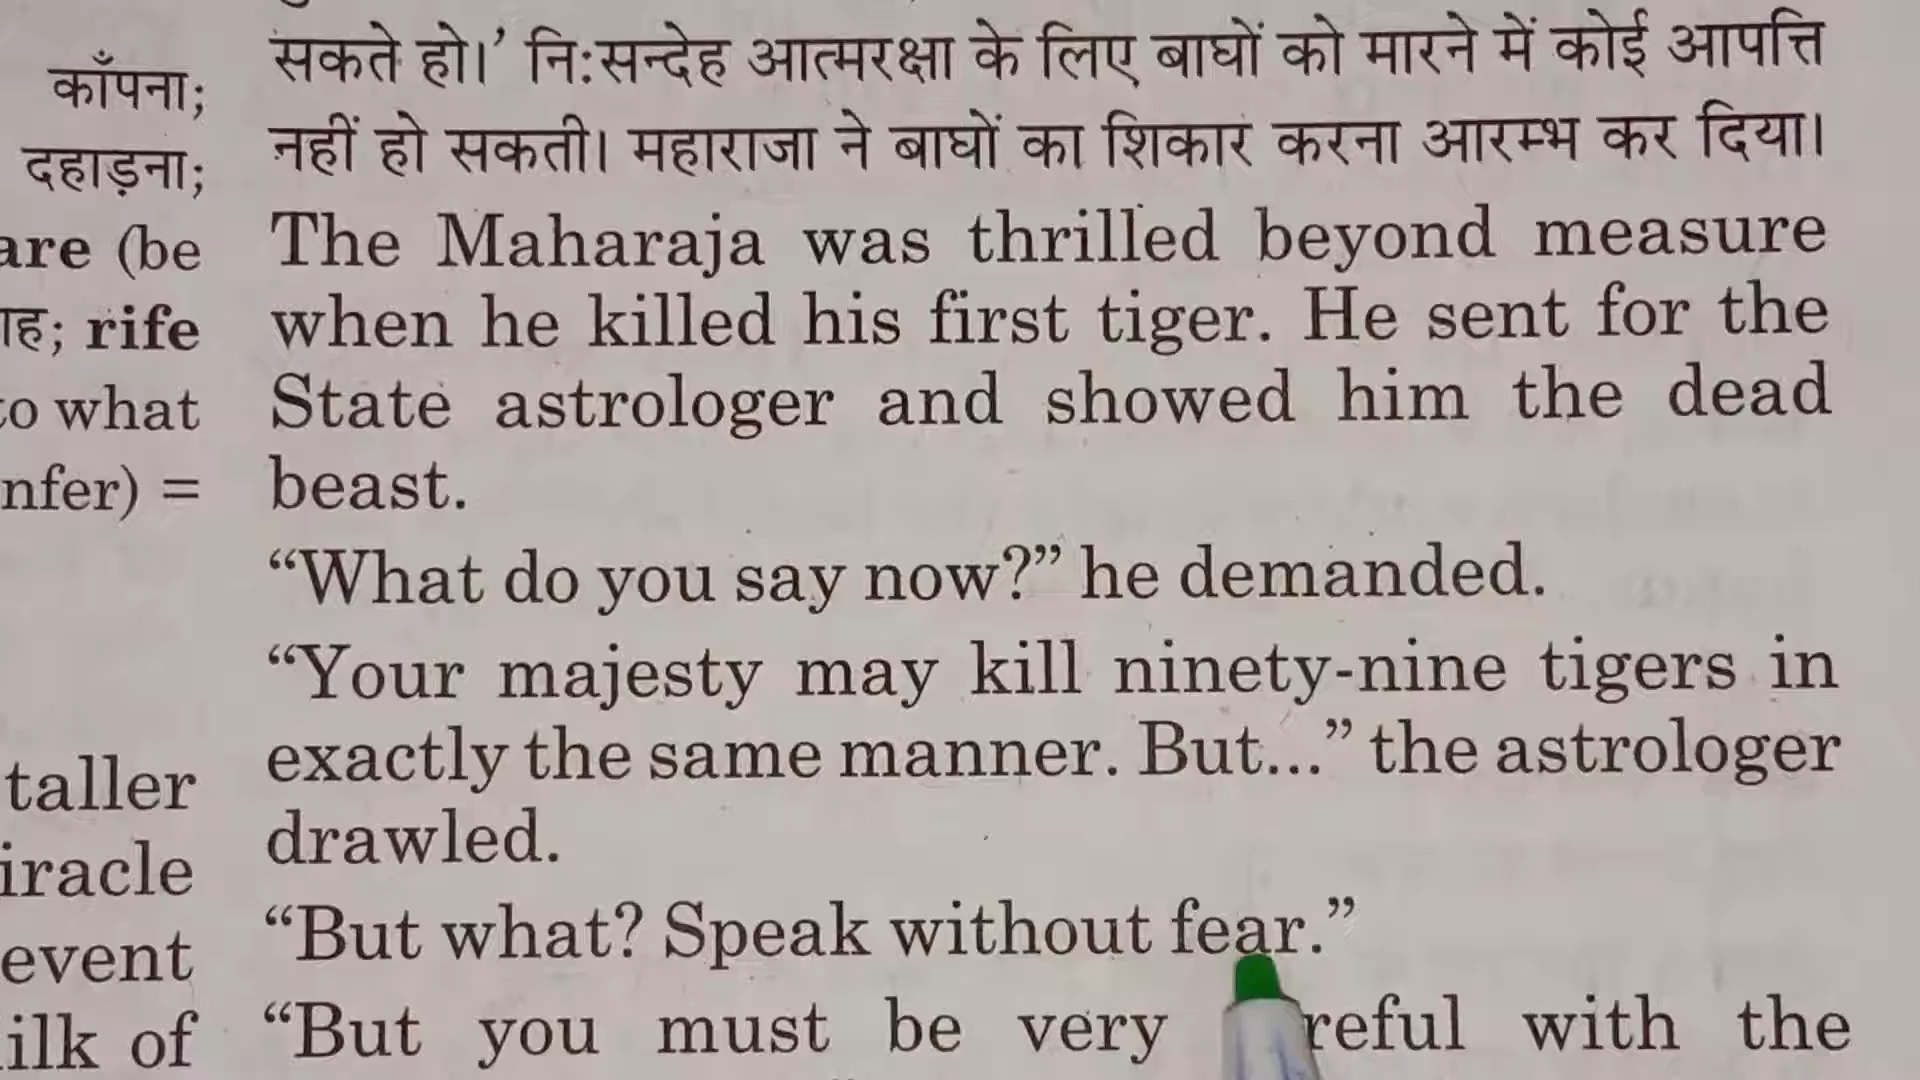 काँपना;
दहाड़ना;
are (be
rife
to what
nfer) =
taller
iracle
event
ilk of
सकते हो।’ नि:सन्देह आत्मरक्षा के लिए बाघों को मारने में कोई आपत्ति
नहीं हो सकती। महाराजा ने बाघों का शिकार करना आरम्भ कर दिया।
The Maharaja was thrilled beyond measure
when he killed his first tiger. He sent for the
State astrologer and showed him the dead
beast.
“What do you say now?” he demanded.
“Your majesty may kill ninety-nine tigers in
exactly the same manner. But...” the astrologer
drawled.
“But what? Speak without fear.”
“But you must be very reful with the